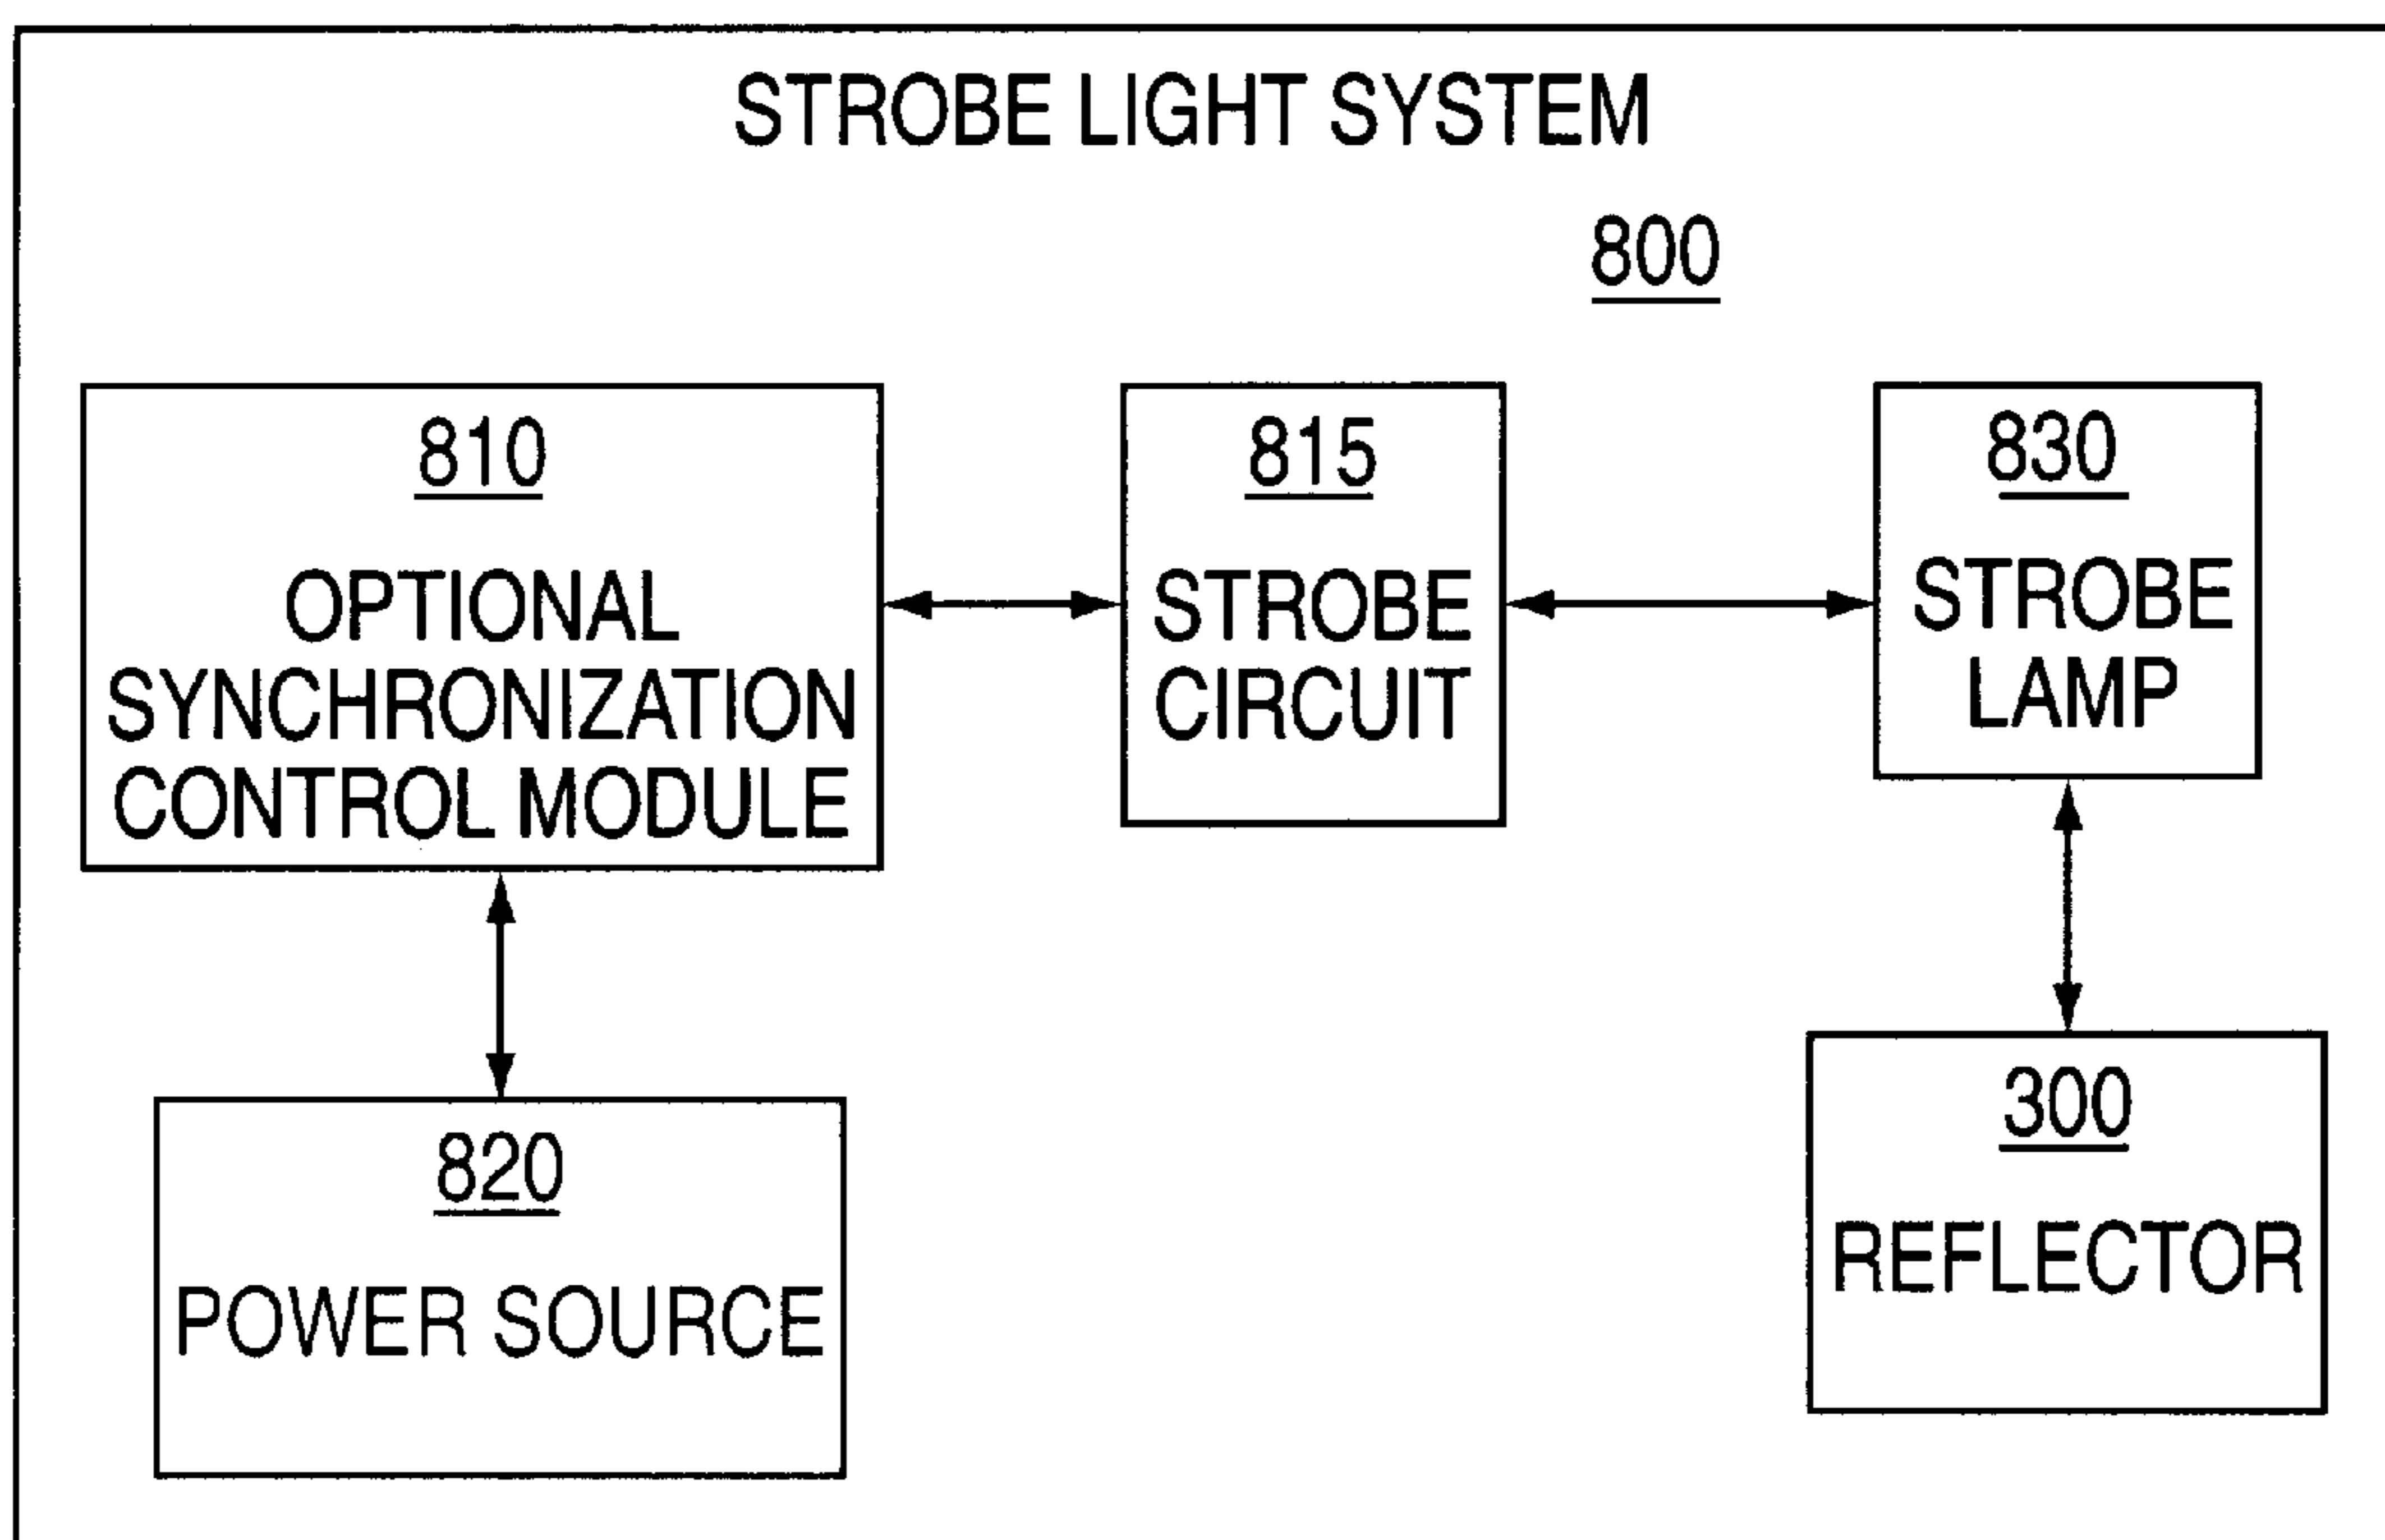 STROBE LIGHT SYSTEM
800
810
OPTIONAL
SYNCHRONIZATION
CONTROL MODULE
815
STROBE
CIRCUIT
830
STROBE
LAMP
820
POWER SOURCE
300
REFLECTOR